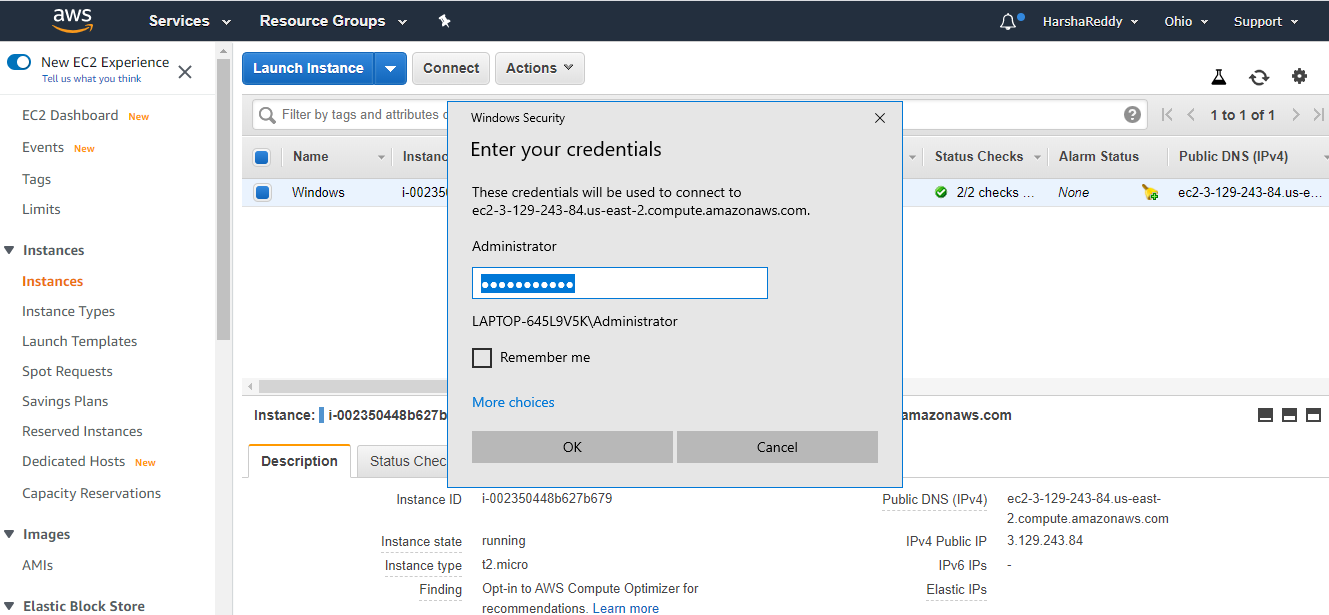 aws Services Resource Groups HarshaReddy Ohio Support
New EC2 Experience
Tell us what you think
EC2 Dashboard New
Events New
Tags
Limits
Instances
Instances
Instance Types
Launch Templates
Spot Requests
Savings Plans
Reserved Instances
Dedicated Hosts New
Capacity Reservations
Images
AMIs
Elastic Block Store
Launch Instance Connect Actions
Filter by tags and attributes
1 to 1 of 1
Name Status Checks Alarm Status Public DNS (IPv4)
Windows i-002350 2/2 checks ... None ec2-3-129-243-84.us-e...
Windows Security
Enter your credentials
These credentials will be used to connect to
ec2-3-129-243-84.us-east-2.compute.amazonaws.com.
Administrator
LAPTOP-645L9V5K\Administrator
Remember me
More choices
OK Cancel
Instance: i-002350448b627b amazonaws.com
Description Status Chec
Instance ID i-002350448b627b679
Instance state running
Instance type t2.micro
Finding Opt-in to AWS Compute Optimizer for
recommendations. Learn more
Public DNS (IPv4) ec2-3-129-243-84.us-east-
2.compute.amazonaws.com
IPv4 Public IP 3.129.243.84
IPv6 IPs -
Elastic IPs